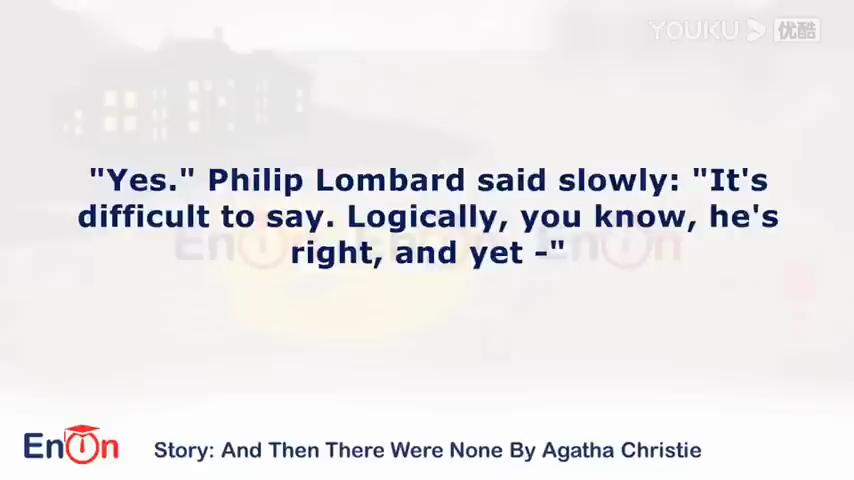 YOUKU 优酷
"Yes." Philip Lombard said slowly: "It's
difficult to say. Logically, you know, he's
right, and yet -"
EnOn
Story: And Then There Were None By Agatha Christie